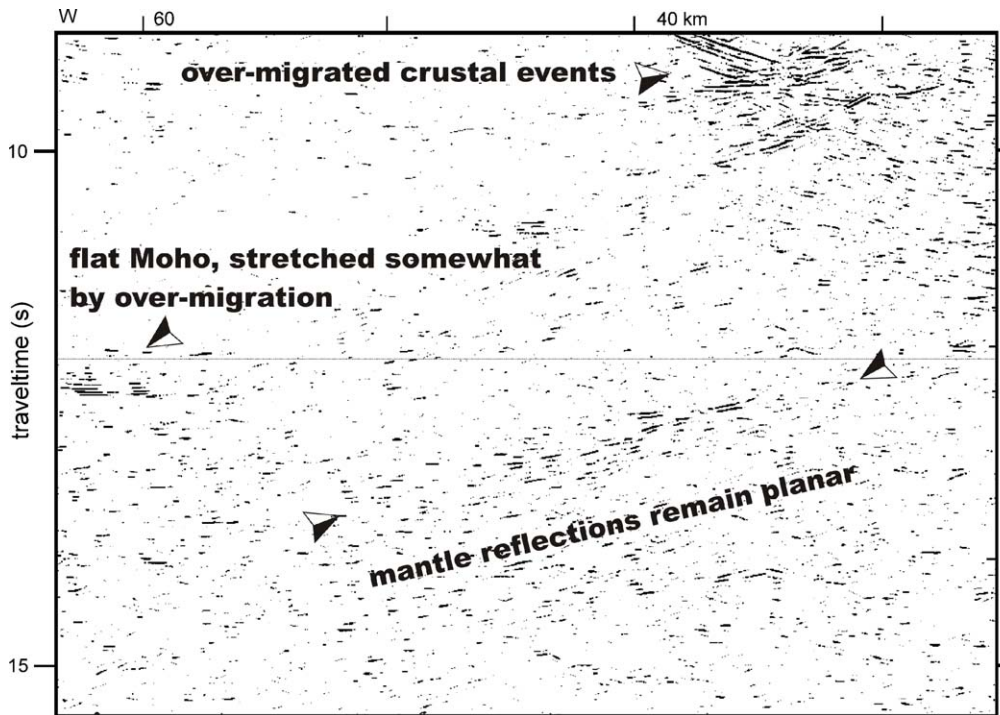 W 60 40 km
over-migrated crustal events
10
flat Moho, stretched somewhat
by over-migration
traveltime (s)
mantle reflections remain planar
15